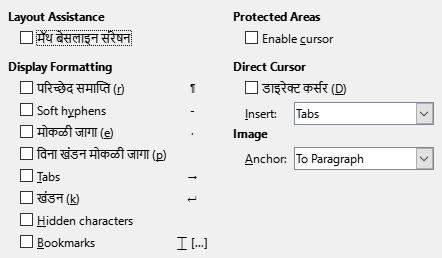 Layout Assistance
मॅथ बेसलाइन संरेषन
Display Formatting
परिच्छेद समाप्ति (r) ¶
Soft hyphens -
मोकळी जागा (e) ·
विना खंडन मोकळी जागा (p)
Tabs →
खंडन (k) ↵
Hidden characters
Bookmarks [...]
Protected Areas
Enable cursor
Direct Cursor
डाइरेक्ट कर्सर (D)
Insert: Tabs
Image
Anchor: To Paragraph